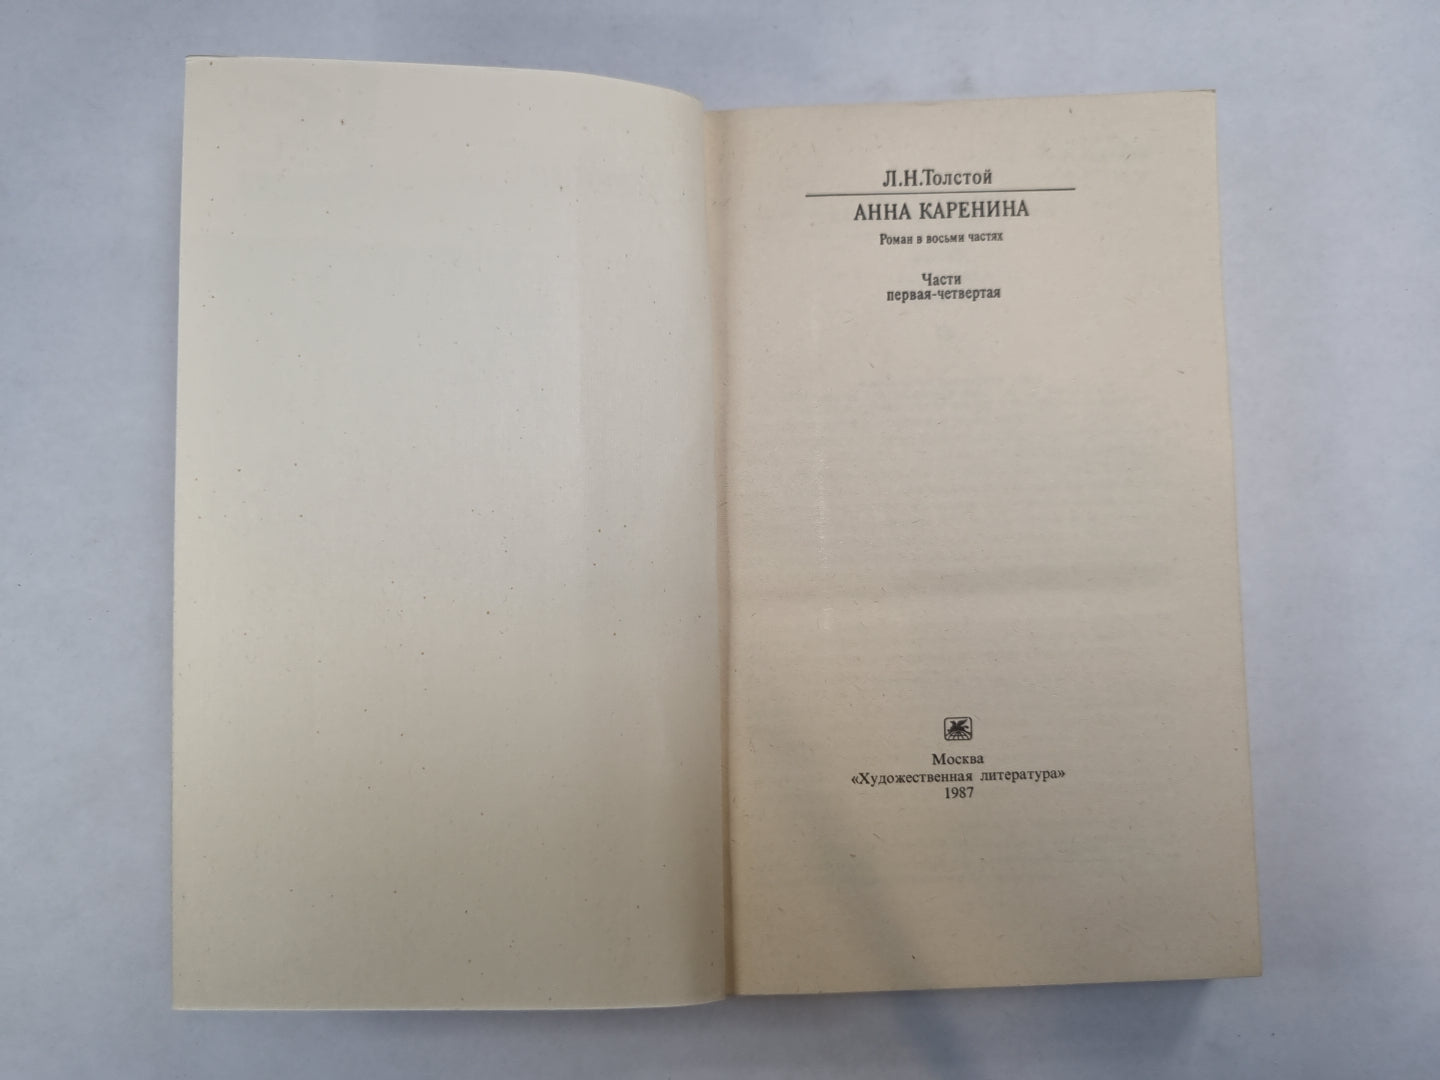 Л.Н.Толстой
АННА КАРЕНИНА
Роман в восьми частях
Части
первая-четвертая
Москва
«Художественная литература»
1987